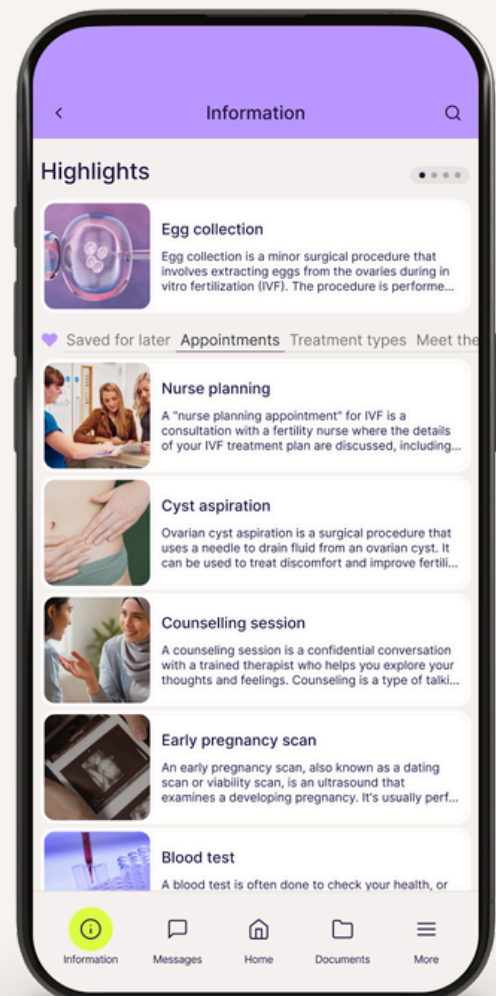 Information
Highlights
Egg collection
Egg collection is a minor surgical procedure that
involves extracting eggs from the ovaries during in
vitro fertilization (IVF). The procedure is performe...
Saved for later Appointments Treatment types Meet the
Nurse planning
A "nurse planning appointment" for IVF is a
consultation with a fertility nurse where the details
of your IVF treatment plan are discussed, including...
Cyst aspiration
Ovarian cyst aspiration is a surgical procedure that
uses a needle to drain fluid from an ovarian cyst. It
can be used to treat discomfort and improve fertili...
Counselling session
A counseling session is a confidential conversation
with a trained therapist who helps you explore your
thoughts and feelings. Counseling is a type of talki...
Early pregnancy scan
An early pregnancy scan, also known as a dating
scan or viability scan, is an ultrasound that
examines a developing pregnancy. It's usually perf...
Blood test
A blood test is often done to check your health, or
Information Messages Home Documents More